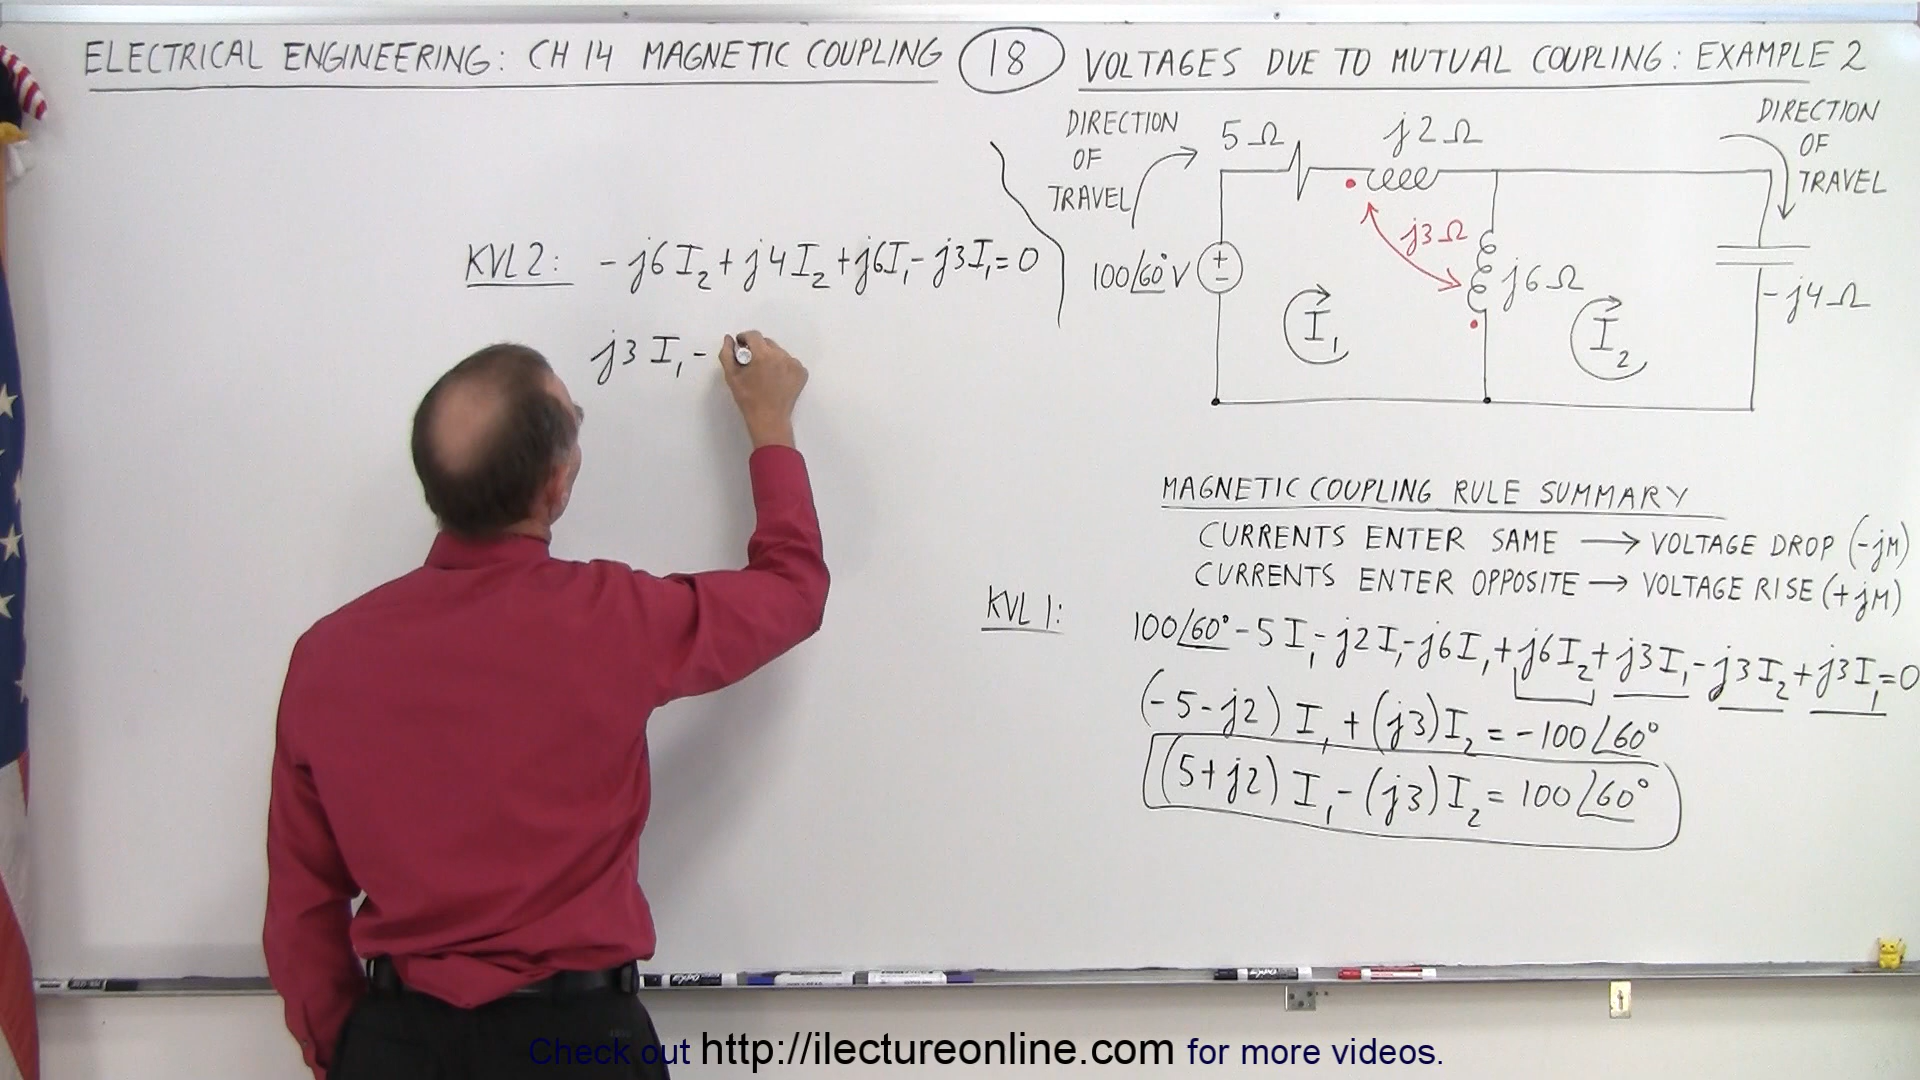 ELECTRICAL ENGINEERING: CH 14 MAGNETIC COUPLING 18 VOLTAGES DUE TO MUTUAL COUPLING: EXAMPLE 2
DIRECTION
OF
TRAVEL
5 Ω
j2 Ω
DIRECTION
OF
TRAVEL
100∠60° V
+
−
j3 Ω
j6 Ω
-j4 Ω
I₁
I₂
KVL 2: -j6 I₂ + j4 I₂ + j6 I₁ - j3 I₁ = 0
j3 I₁ -
MAGNETIC COUPLING RULE SUMMARY
CURRENTS ENTER SAME → VOLTAGE DROP (-jM)
CURRENTS ENTER OPPOSITE → VOLTAGE RISE (+jM)
KVL 1:
100∠60° - 5 I₁ - j2 I₁ - j6 I₁ + j6 I₂ + j3 I₁ - j3 I₂ + j3 I₁ = 0
(-5 - j2) I₁ + (j3) I₂ = -100∠60°
(5 + j2) I₁ - (j3) I₂ = 100∠60°
Check out http://ilectureonline.com for more videos.